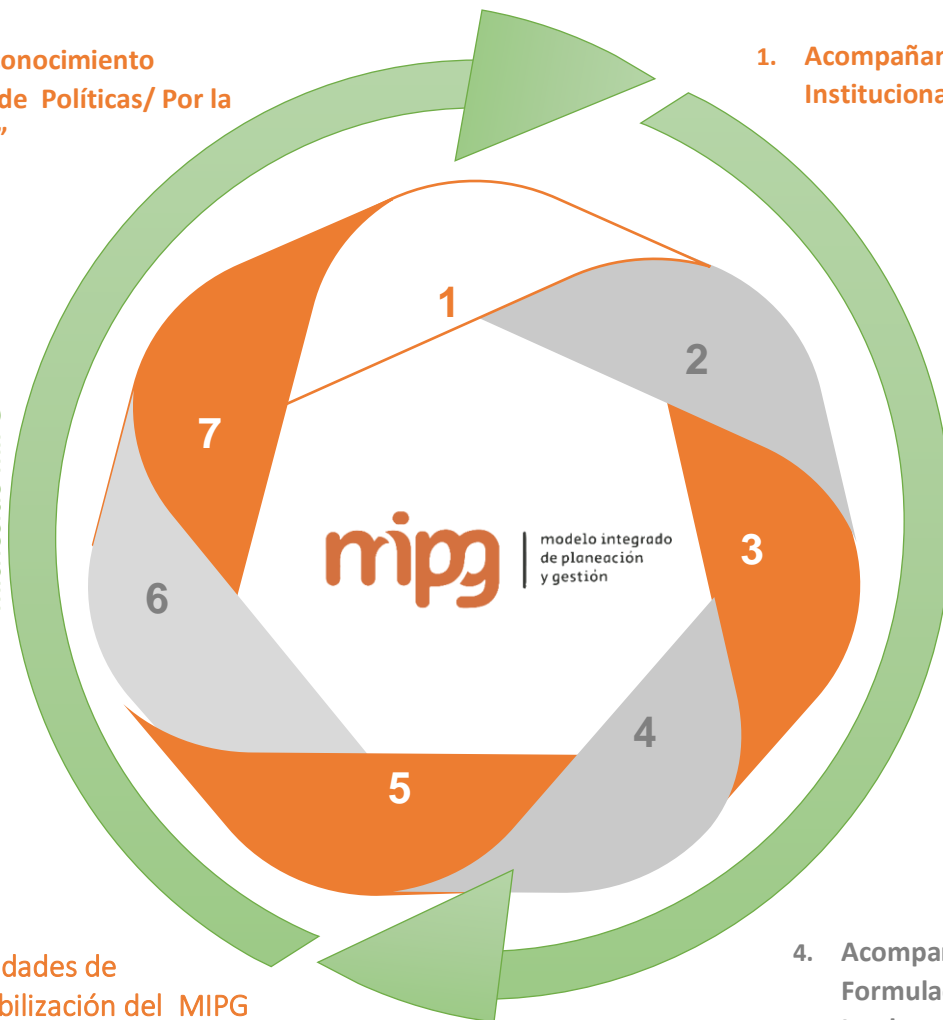 onocimiento
de Políticas/ Por la
”
1. Acompañar
Instituciona
1
2
7
3
mipg
modelo integrado
de planeación
y gestión
6
4
5
dades de
bilización del MIPG
4. Acompañ
Formula